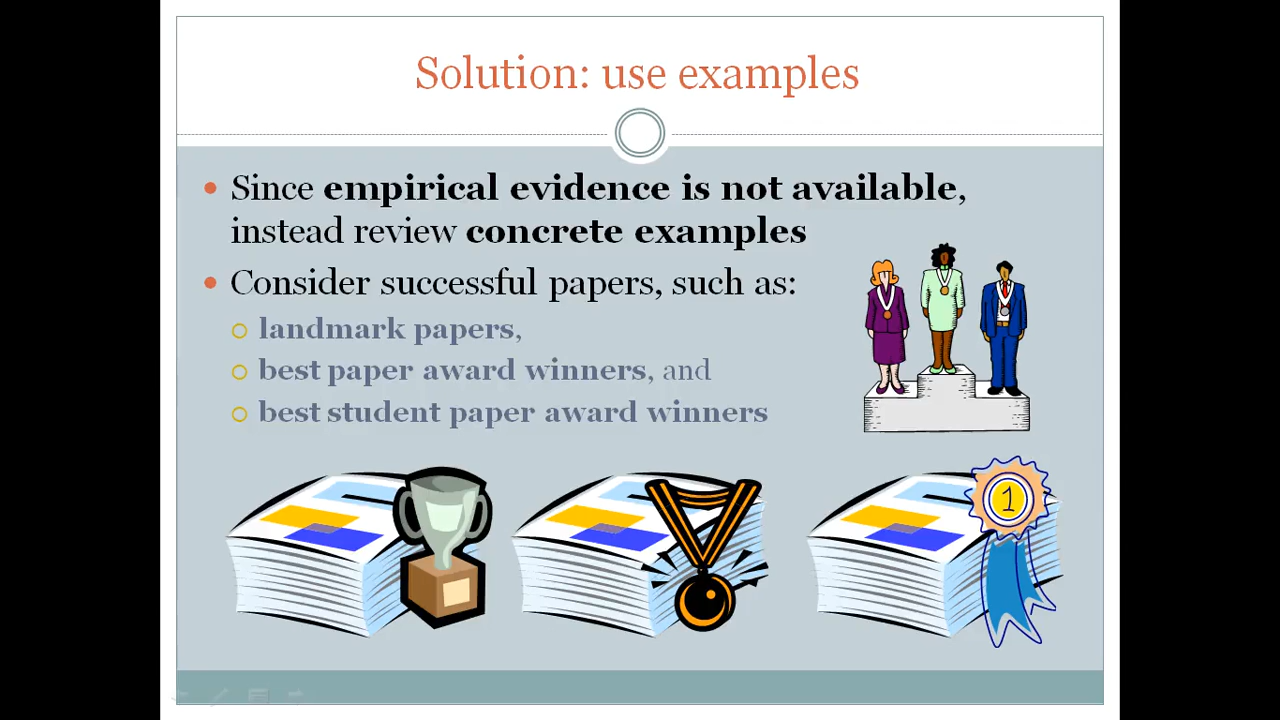 Solution: use examples
Since empirical evidence is not available,
instead review concrete examples
Consider successful papers, such as:
landmark papers,
best paper award winners, and
best student paper award winners
1